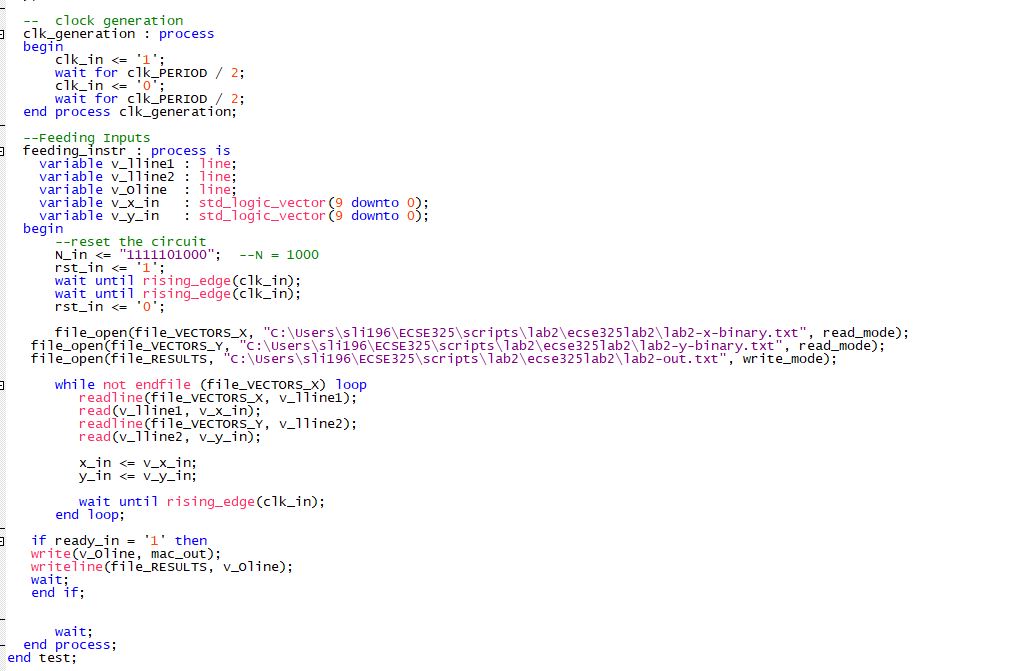 -- clock generation
clk_generation : process
begin
clk_in <= '1';
wait for clk_PERIOD / 2;
clk_in <= '0';
wait for clk_PERIOD / 2;
end process clk_generation;
--Feeding Inputs
feeding_instr : process is
variable v_lline1 : line;
variable v_lline2 : line;
variable v_Oline : line;
variable v_x_in : std_logic_vector(9 downto 0);
variable v_y_in : std_logic_vector(9 downto 0);
begin
--reset the circuit
N_in <= "1111101000"; --N = 1000
rst_in <= '1';
wait until rising_edge(clk_in);
wait until rising_edge(clk_in);
rst_in <= '0';
file_open(file_VECTORS_X, "C:\Users\sli196\ECSE325\scripts\lab2\ecse325lab2\lab2-x-binary.txt", read_mode);
file_open(file_VECTORS_Y, "C:\Users\sli196\ECSE325\scripts\lab2\ecse325lab2\lab2-y-binary.txt", read_mode);
file_open(file_RESULTS, "C:\Users\sli196\ECSE325\scripts\lab2\ecse325lab2\lab2-out.txt", write_mode);
while not endfile (file_VECTORS_X) loop
readline(file_VECTORS_X, v_lline1);
read(v_lline1, v_x_in);
readline(file_VECTORS_Y, v_lline2);
read(v_lline2, v_y_in);
x_in <= v_x_in;
y_in <= v_y_in;
wait until rising_edge(clk_in);
end loop;
if ready_in = '1' then
write(v_Oline, mac_out);
writeline(file_RESULTS, v_Oline);
wait;
end if;
wait;
end process;
end test;